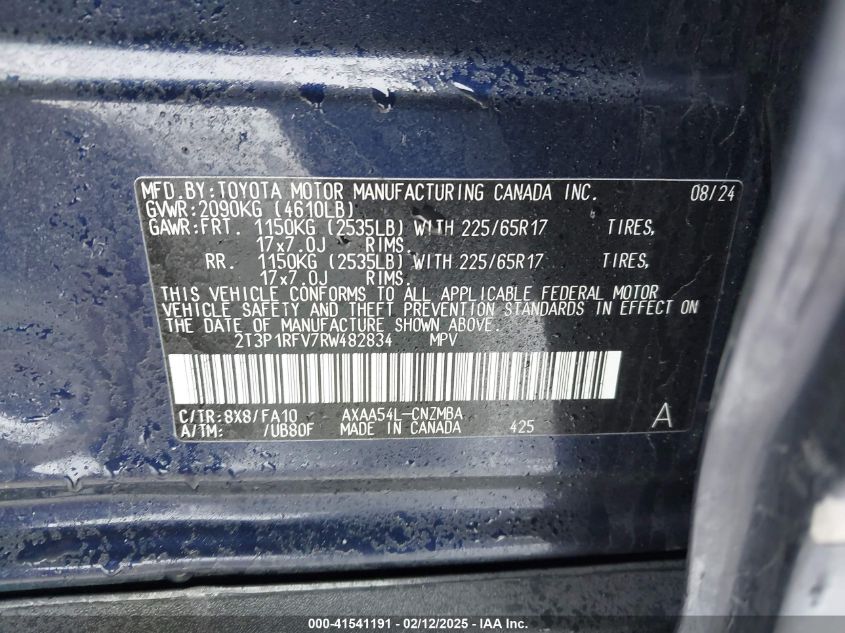 MFD.BY:TOYOTA MOTOR MANUFACTURING CANADA INC. 08/24
GVWR:2090KG (4610LB)
GAWR:FRT. 1150KG (2535LB) WITH 225/65R17 TIRES,
17x7.0J RIMS.
RR. 1150KG (2535LB) WITH 225/65R17 TIRES,
17x7.0J RIMS.
THIS VEHICLE CONFORMS TO ALL APPLICABLE FEDERAL MOTOR
VEHICLE SAFETY AND THEFT PREVENTION STANDARDS IN EFFECT ON
THE DATE OF MANUFACTURE SHOWN ABOVE.
2T3P1RFV7RW482834 MPV
C/TR:8X8/FA10 AXAA54L-CNZMBA
A/TM: /UB80F MADE IN CANADA 425 A
000-41541191 - 02/12/2025 - IAA Inc.